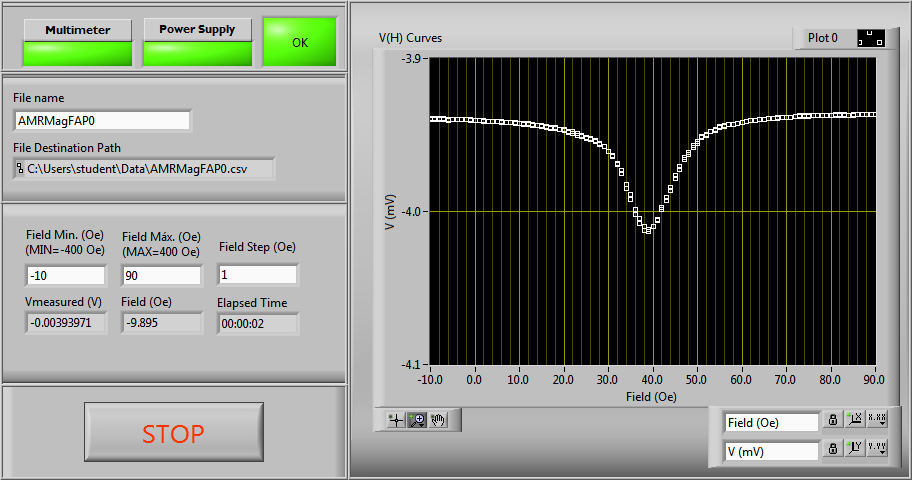 Multimeter
Power Supply
OK
File name
AMRMagFAP0
File Destination Path
C:\Users\student\Data\AMRMagFAP0.csv
Field Min. (Oe)
(MIN=-400 Oe)
Field Máx. (Oe)
(MAX=400 Oe)
Field Step (Oe)
-10
90
1
Vmeasured (V)
Field (Oe)
Elapsed Time
-0.00393971
-9.895
00:00:02
STOP
V(H) Curves
Plot 0
-3.9
-4.0
-4.1
V (mV)
-10.0 0.0 10.0 20.0 30.0 40.0 50.0 60.0 70.0 80.0 90.0
Field (Oe)
Field (Oe)
X
X.XX
V (mV)
Y
Y.YY